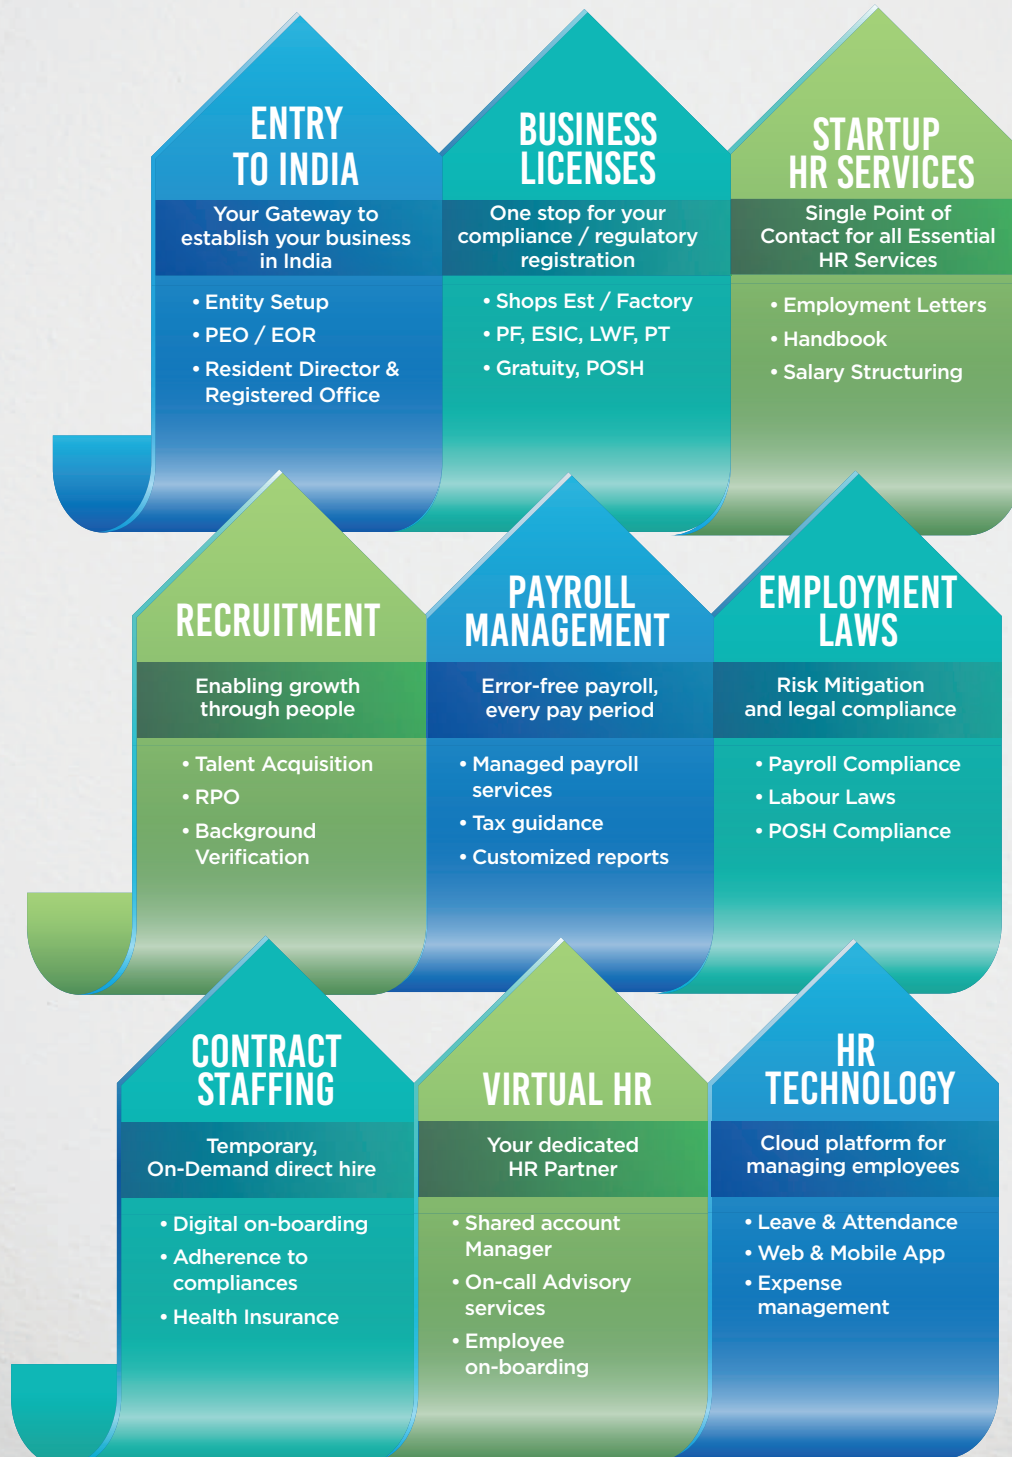 ENTRY
TO INDIA
Your Gateway to
establish your business
in India
• Entity Setup
• PEO / EOR
• Resident Director &
Registered Office
BUSINESS
LICENSES
One stop for your
compliance / regulatory
registration
• Shops Est / Factory
• PF, ESIC, LWF, PT
• Gratuity, POSH
STARTUP
HR SERVICES
Single Point of
Contact for all Essential
HR Services
• Employment Letters
• Handbook
• Salary Structuring
RECRUITMENT
Enabling growth
through people
• Talent Acquisition
• RPO
• Background
Verification
PAYROLL
MANAGEMENT
Error-free payroll,
every pay period
• Managed payroll
services
• Tax guidance
• Customized reports
EMPLOYMENT
LAWS
Risk Mitigation
and legal compliance
• Payroll Compliance
• Labour Laws
• POSH Compliance
CONTRACT
STAFFING
Temporary,
On-Demand direct hire
• Digital on-boarding
• Adherence to
compliances
• Health Insurance
VIRTUAL HR
Your dedicated
HR Partner
• Shared account
Manager
• On-call Advisory
services
• Employee
on-boarding
HR
TECHNOLOGY
Cloud platform for
managing employees
• Leave & Attendance
• Web & Mobile App
• Expense
management